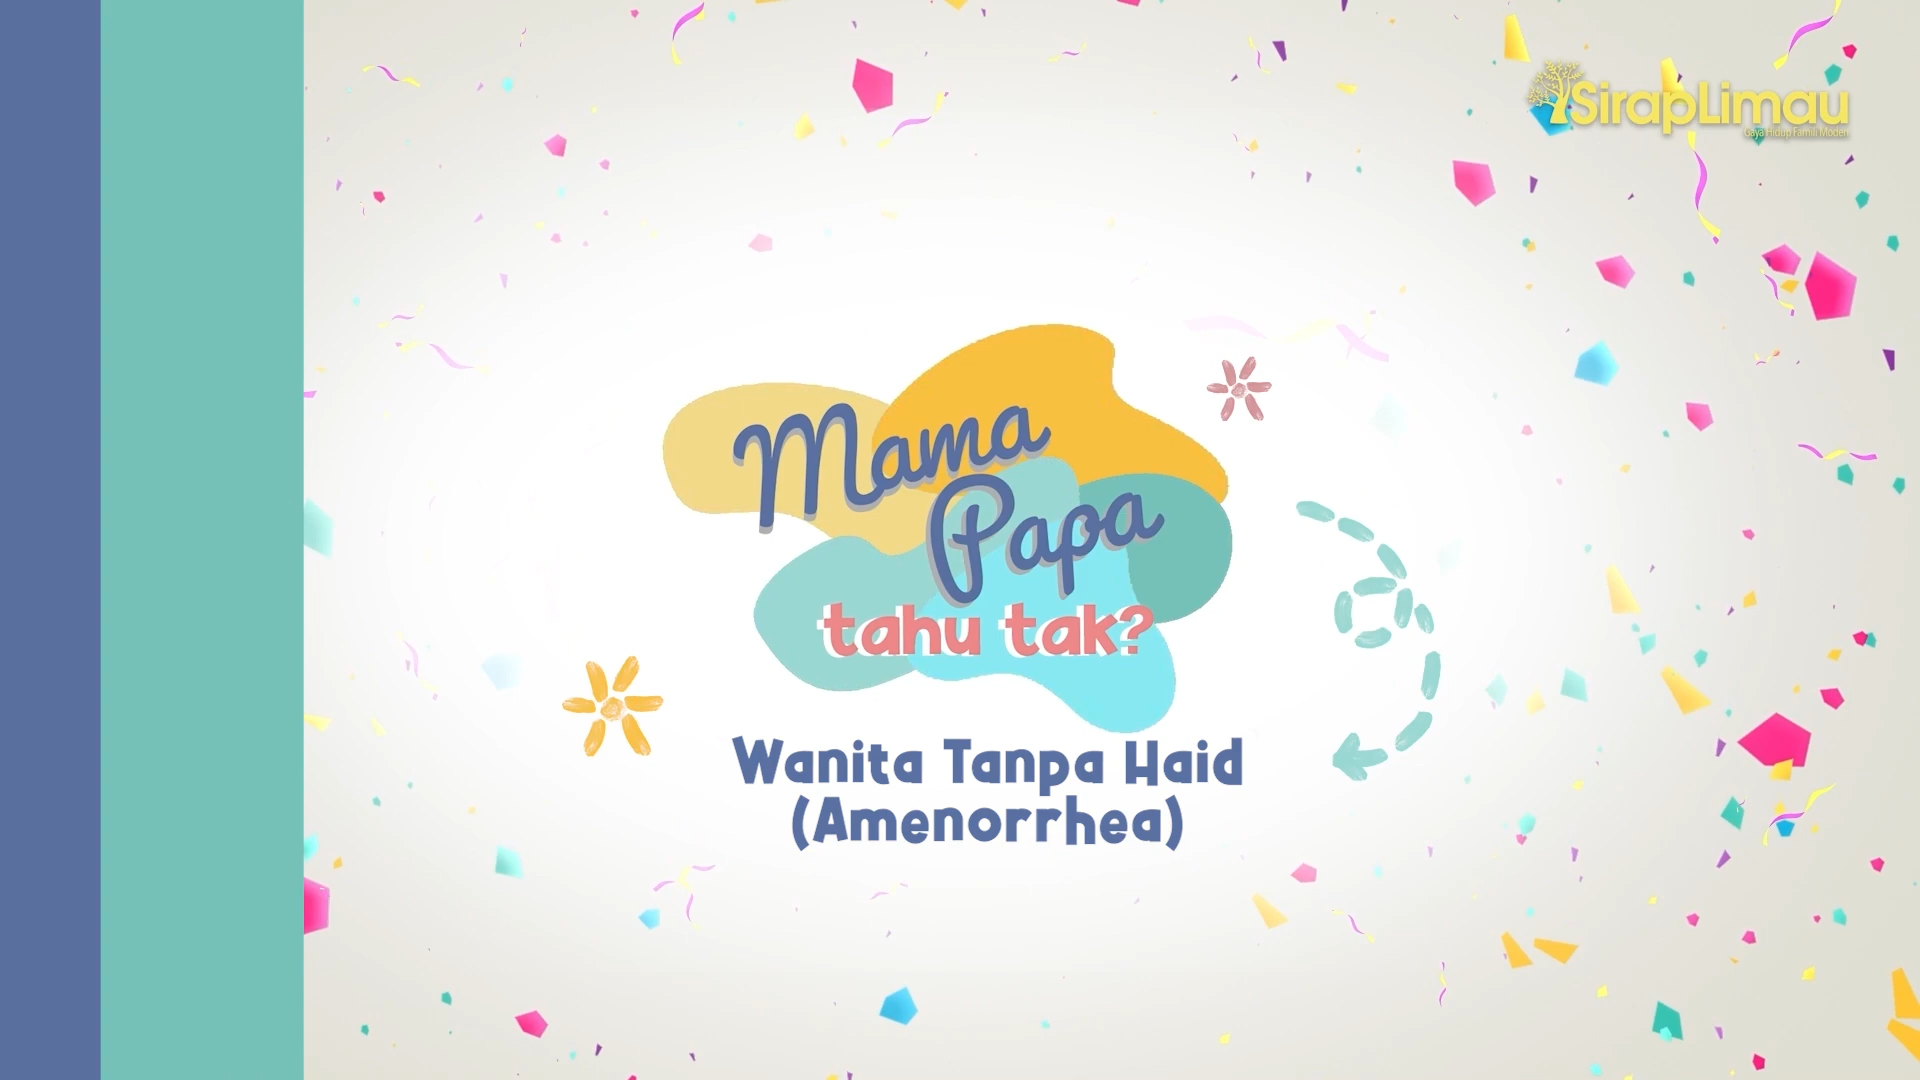 SirapLimau
Gaya Hidup Famili Moden
Mama
Papa
tahu tak?
Wanita Tanpa Haid
(Amenorrhea)